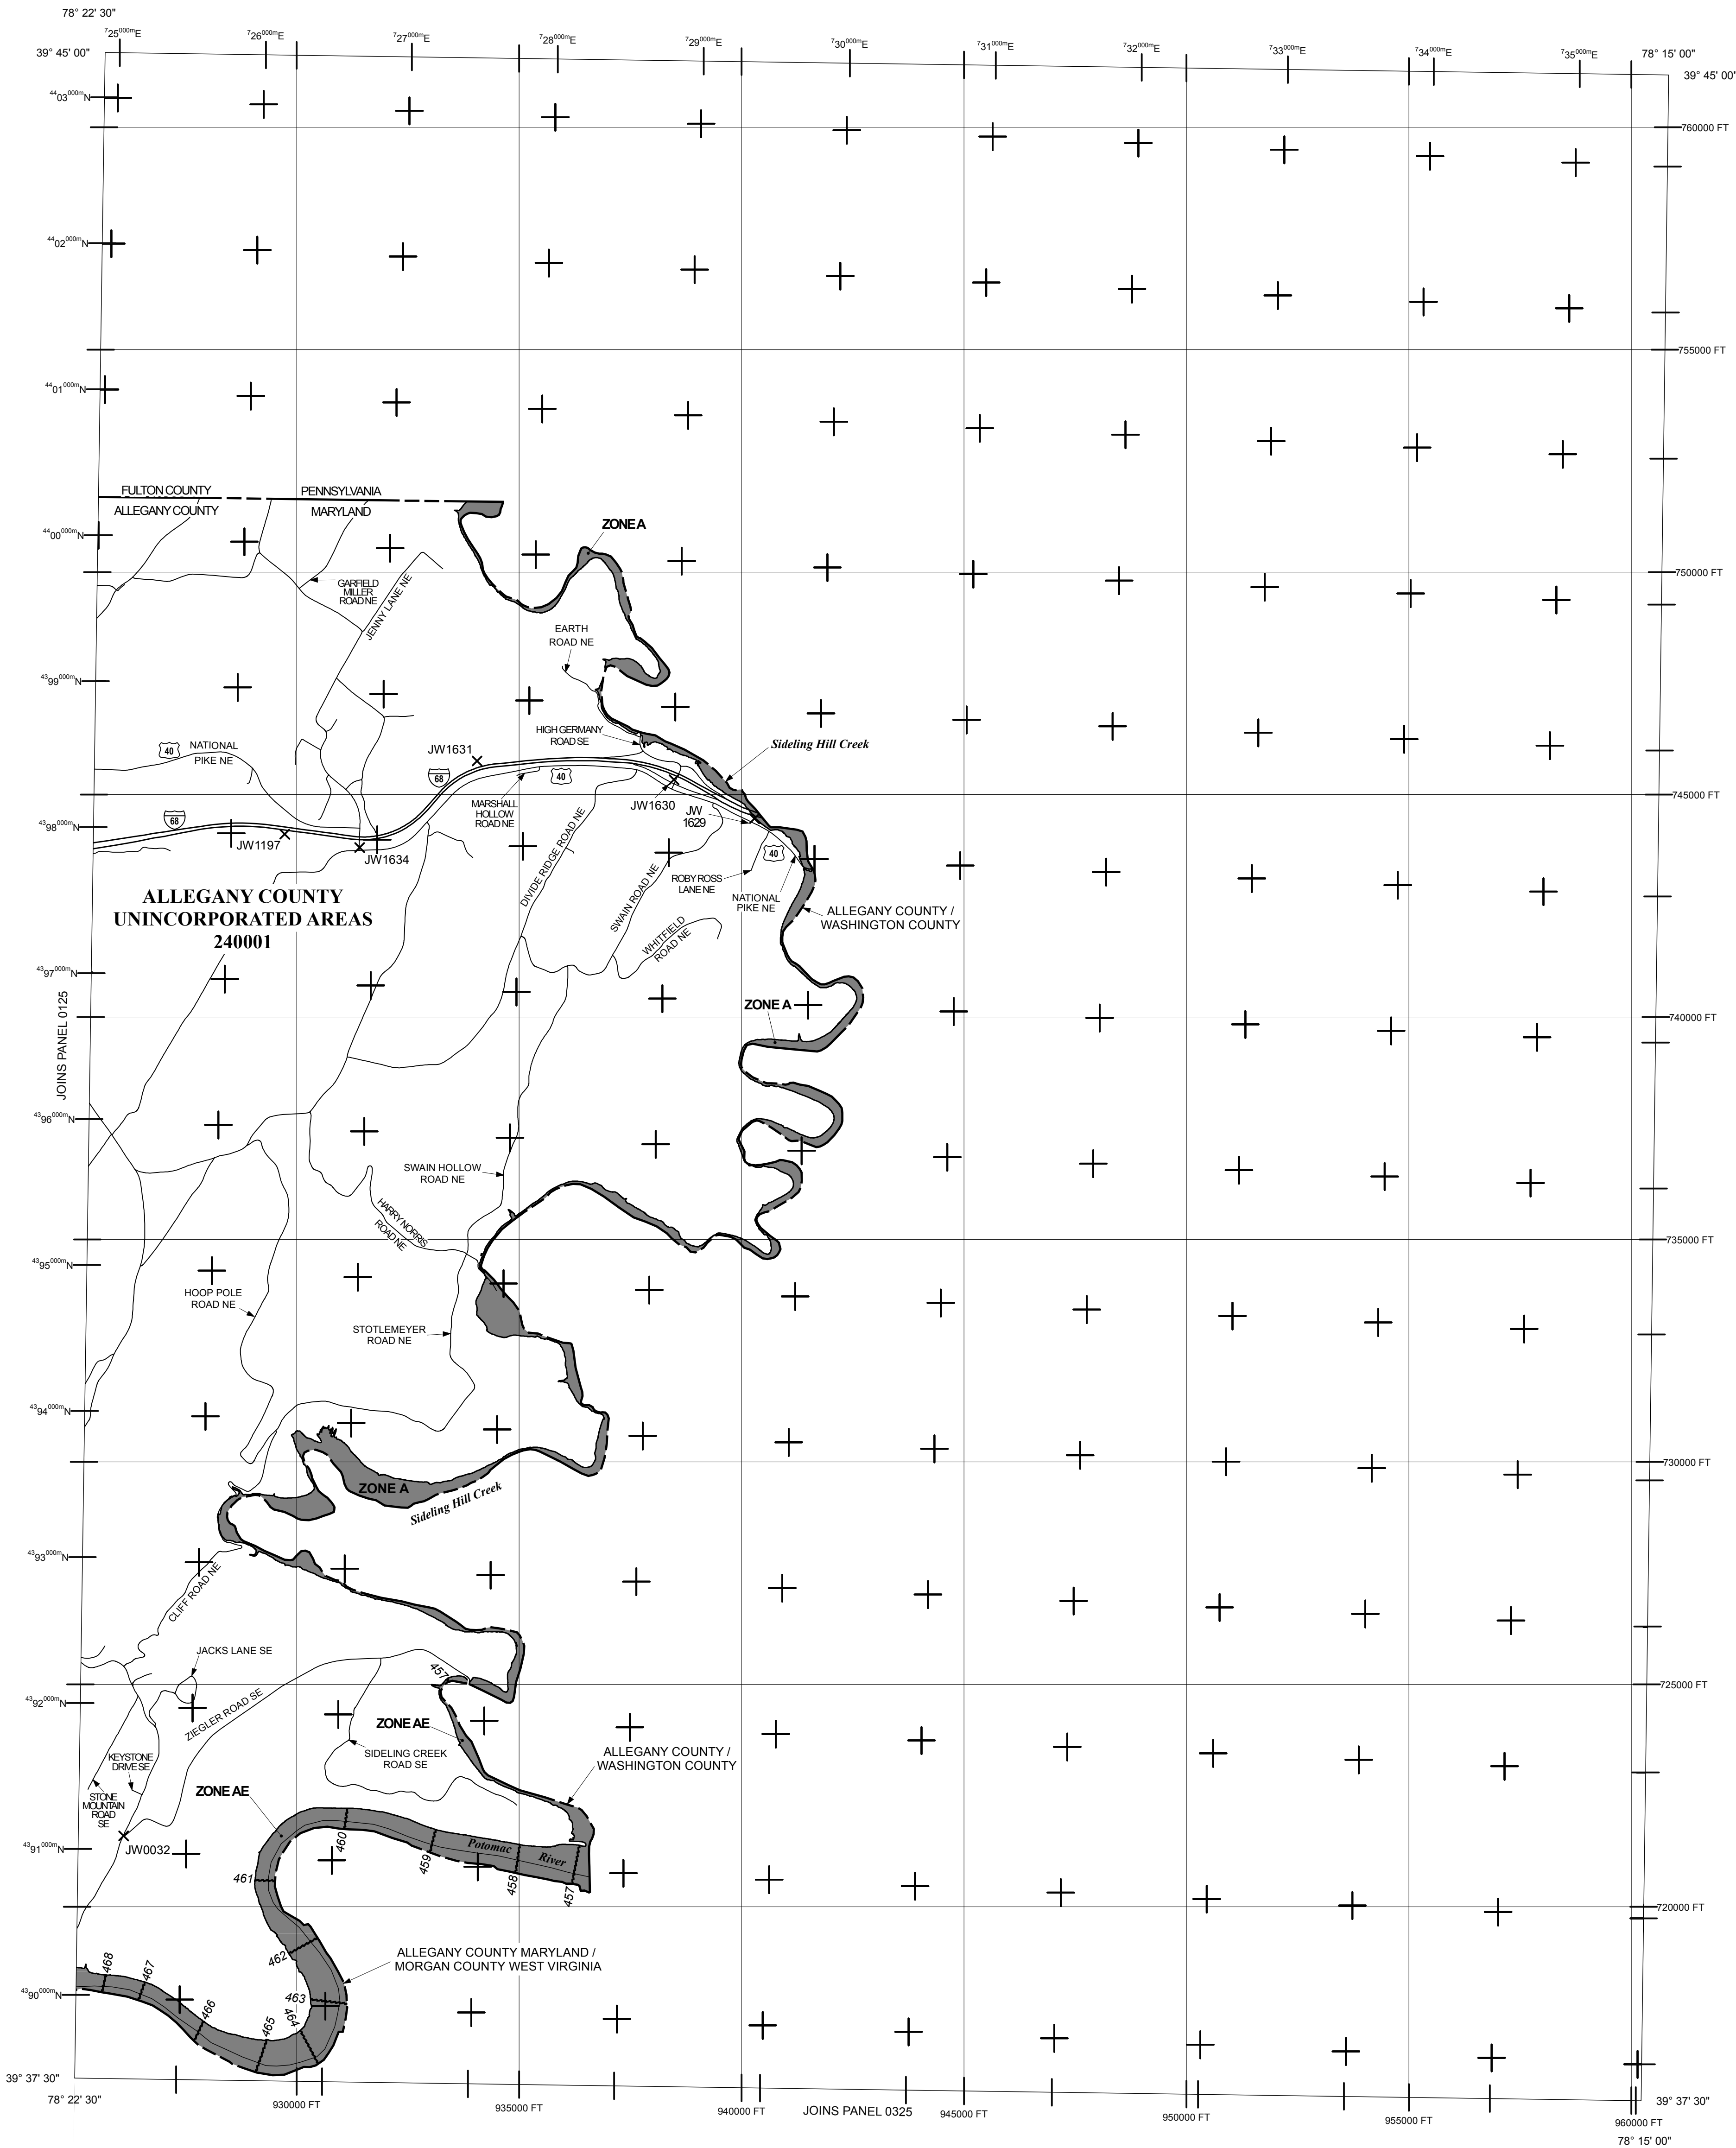 78° 22' 30"
725000mE
726000mE
727000mE
728000mE
729000mE
730000mE
731000mE
732000mE
733000mE
734000mE
735000mE
78° 15' 00"
39° 45' 00"
39° 45' 00"
4403000mN
760000 FT
4402000mN
755000 FT
4401000mN
FULTON COUNTY
PENNSYLVANIA
ALLEGANY COUNTY
MARYLAND
ZONE A
4400000mN
750000 FT
GARFIELD
MILLER
ROAD NE
JENNY LANE NE
EARTH
ROAD NE
4399000mN
HIGH GERMANY
ROAD SE
Sideling Hill Creek
40
NATIONAL
PIKE NE
JW1631
68
40
MARSHALL
HOLLOW
ROAD NE
JW1630
JW
1629
745000 FT
4398000mN
68
JW1197
JW1634
DIVIDE RIDGE ROAD NE
SWAIN ROAD NE
40
ROBY ROSS
LANE NE
NATIONAL
PIKE NE
WHITFIELD
ROAD NE
ALLEGANY COUNTY /
WASHINGTON COUNTY
ALLEGANY COUNTY
UNINCORPORATED AREAS
240001
4397000mN
JOINS PANEL 0125
ZONE A
740000 FT
4396000mN
SWAIN HOLLOW
ROAD NE
HARRY NORRIS
ROAD NE
735000 FT
4395000mN
HOOP POLE
ROAD NE
STOTLEMEYER
ROAD NE
4394000mN
730000 FT
ZONE A
Sideling Hill Creek
4393000mN
CLIFF ROAD NE
JACKS LANE SE
457
725000 FT
4392000mN
ZIEGLER ROAD SE
ZONE AE
SIDELING CREEK
ROAD SE
ALLEGANY COUNTY /
WASHINGTON COUNTY
KEYSTONE
DRIVE SE
STONE
MOUNTAIN
ROAD
SE
ZONE AE
4391000mN
JW0032
460
459
Potomac
River
458
457
461
720000 FT
462
ALLEGANY COUNTY MARYLAND /
MORGAN COUNTY WEST VIRGINIA
468
467
4390000mN
463
466
465
464
39° 37' 30"
78° 22' 30"
930000 FT
935000 FT
940000 FT
JOINS PANEL 0325
945000 FT
950000 FT
955000 FT
960000 FT
39° 37' 30"
78° 15' 00"